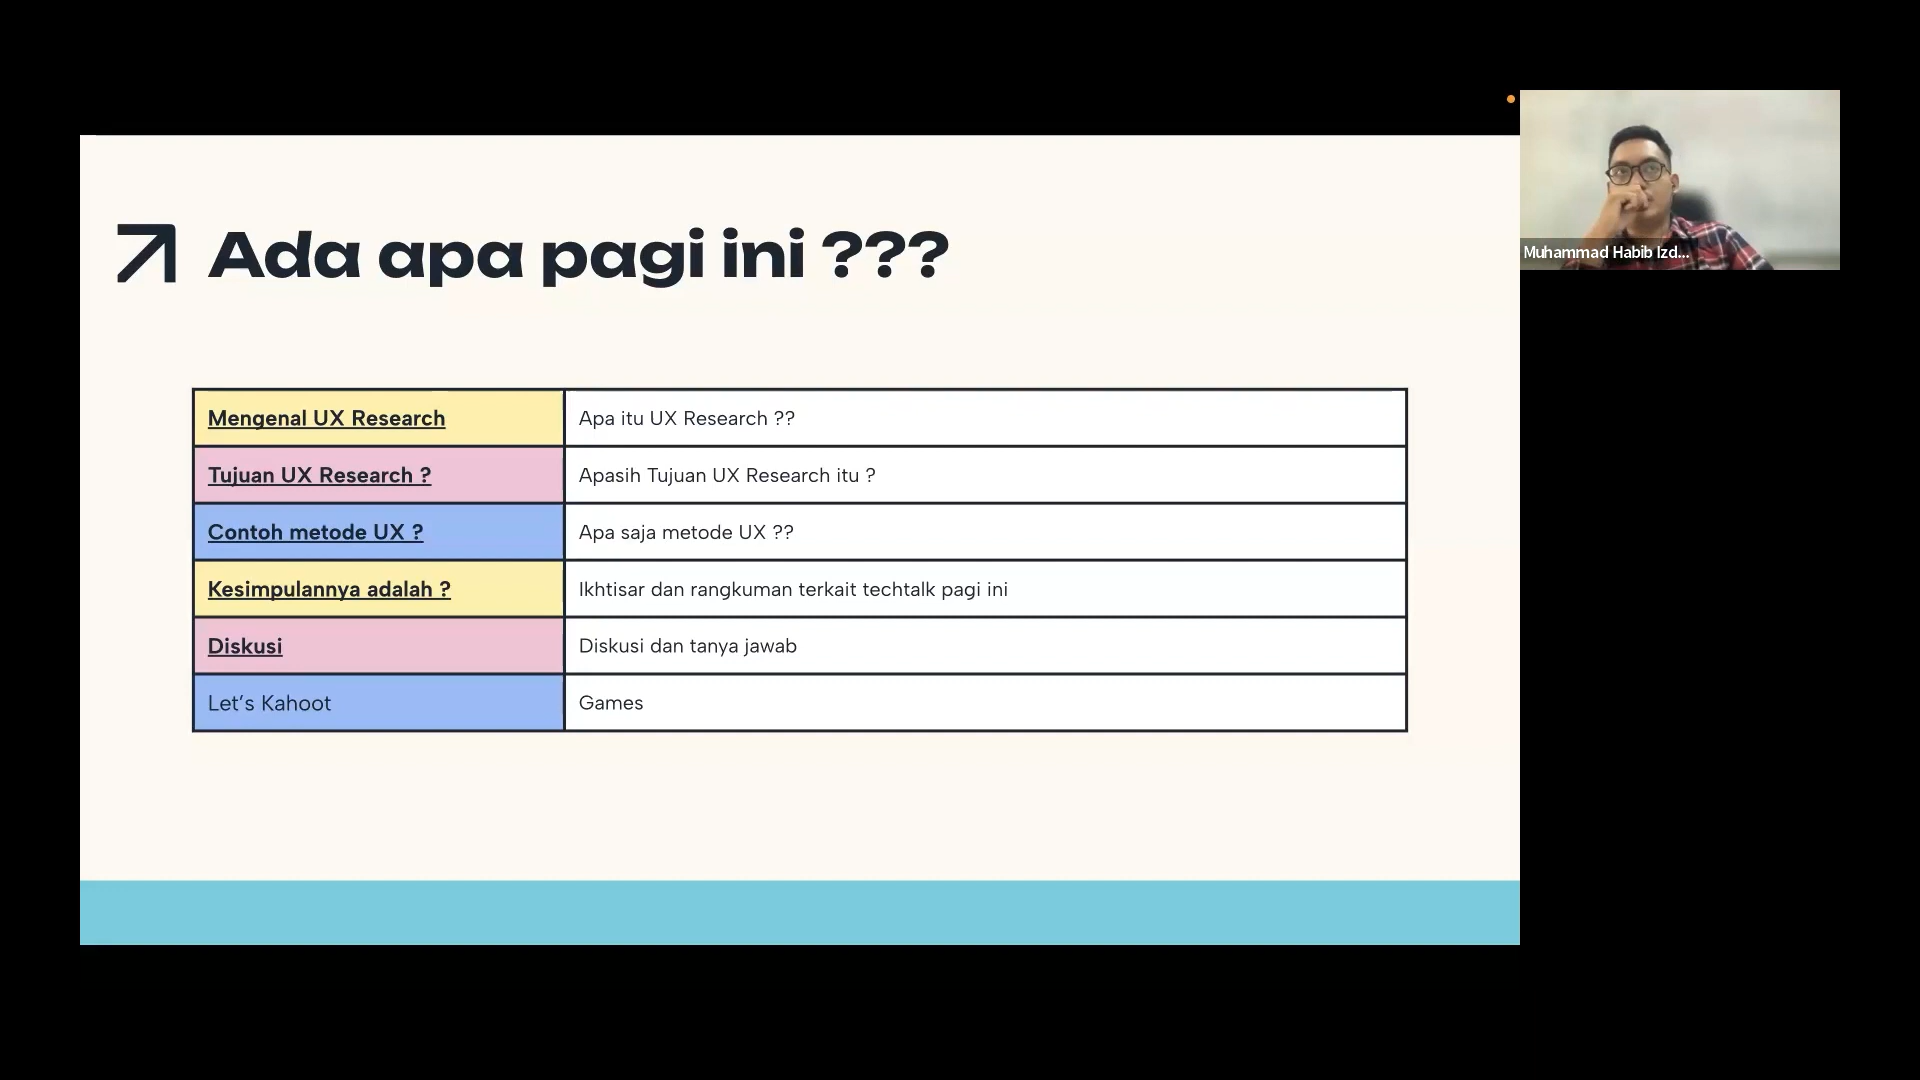 Ada apa pagi ini ???
Mengenal UX Research
Apa itu UX Research ??
Tujuan UX Research ?
Apasih Tujuan UX Research itu ?
Contoh metode UX ?
Apa saja metode UX ??
Kesimpulannya adalah ?
Ikhtisar dan rangkuman terkait techtalk pagi ini
Diskusi
Diskusi dan tanya jawab
Let’s Kahoot
Games
Muhammad Habib Izd...